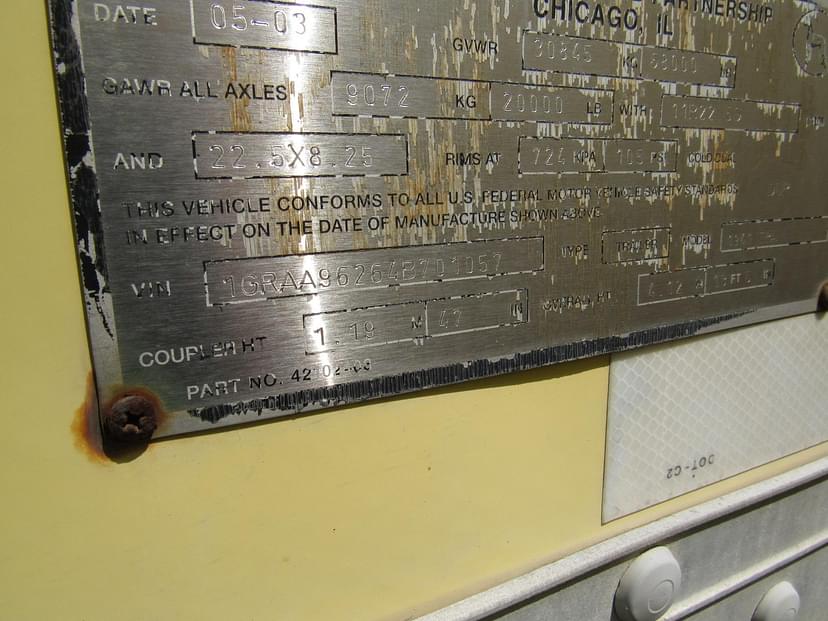 PARTNERSHIP
CHICAGO, IL
DATE 05-03
GVWR 30845 KG 68000
GAWR ALL AXLES 9072 KG 20000 LB WITH
AND 22.5X8.25 RIMS AT 724 KPA 105 PSI COLD
THIS VEHICLE CONFORMS TO ALL U.S. FEDERAL MOTOR VEHICLE SAFETY STANDARDS
IN EFFECT ON THE DATE OF MANUFACTURE SHOWN ABOVE
VIN 1GRAA96264B701057 TYPE TRAILER MODEL
COUPLER HT 1.19 M 47 IN OVERALL HT 4.12
PART NO.
DOT-C2